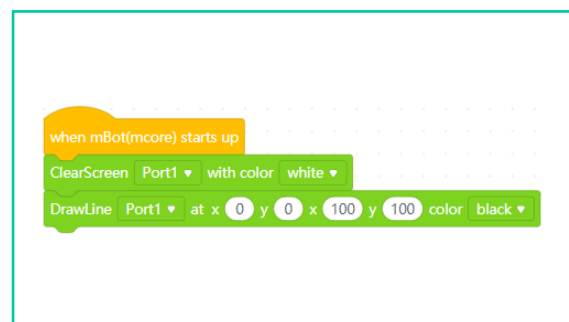 when mBot(mcore) starts up
ClearScreen Port1 with color white
DrawLine Port1 at x 0 y 0 x 100 y 100 color black